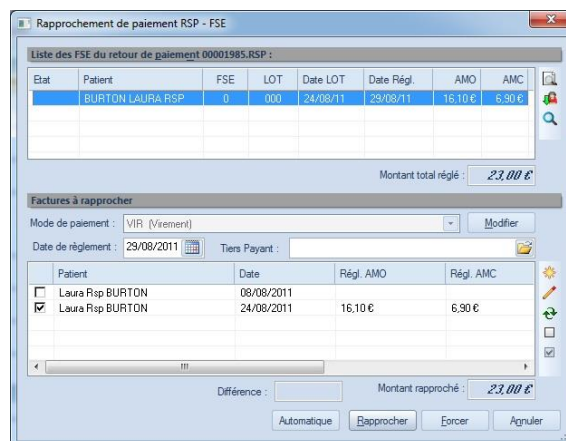 Rapprochement de paiement RSP - FSE
Liste des FSE du retour de paiement 00001985.RSP :
Etat Patient FSE LOT Date LOT Date Régl. AMO AMC
BURTON LAURA RSP 0 000 24/08/11 29/08/11 16,10 € 6,90 €
Montant total réglé : 23,00 €
Factures à rapprocher
Mode de paiement : VIR (Virement) Modifier
Date de règlement : 29/08/2011 Tiers Payant :
Patient Date Régl. AMO Régl. AMC
Laura Rsp BURTON 08/08/2011
Laura Rsp BURTON 24/08/2011 16,10 € 6,90 €
Différence : Montant rapproché : 23,00 €
Automatique Rapprocher Forcer Annuler